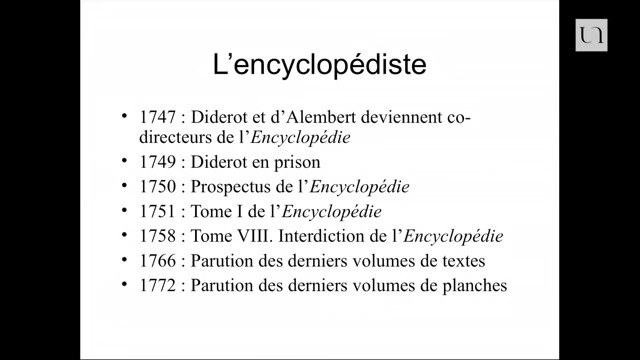 L’encyclopédiste
• 1747 : Diderot et d’Alembert deviennent co-
directeurs de l’Encyclopédie
• 1749 : Diderot en prison
• 1750 : Prospectus de l’Encyclopédie
• 1751 : Tome I de l’Encyclopédie
• 1758 : Tome VIII. Interdiction de l’Encyclopédie
• 1766 : Parution des derniers volumes de textes
• 1772 : Parution des derniers volumes de planches